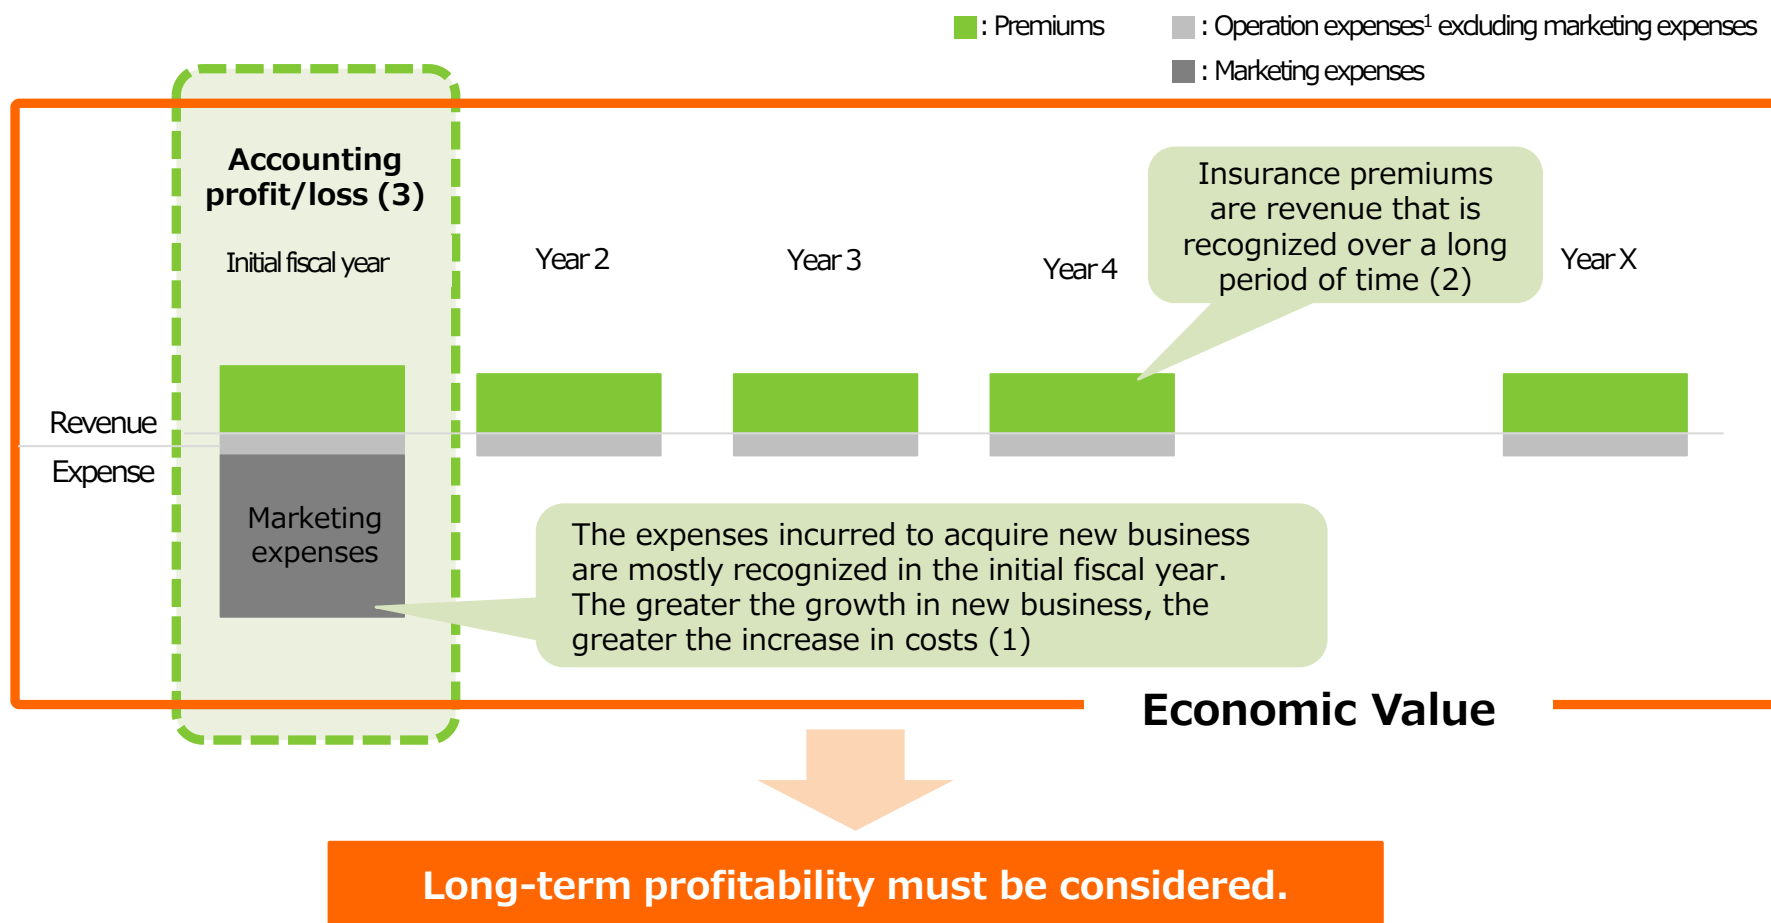 : Premiums
: Operation expenses¹ excluding marketing expenses
: Marketing expenses
Accounting
profit/loss (3)
Initial fiscal year
Year 2
Year 3
Year 4
Insurance premiums
are revenue that is
recognized over a long
period of time (2)
Year X
Revenue
Expense
Marketing
expenses
The expenses incurred to acquire new business
are mostly recognized in the initial fiscal year.
The greater the growth in new business, the
greater the increase in costs (1)
Economic Value
Long-term profitability must be considered.